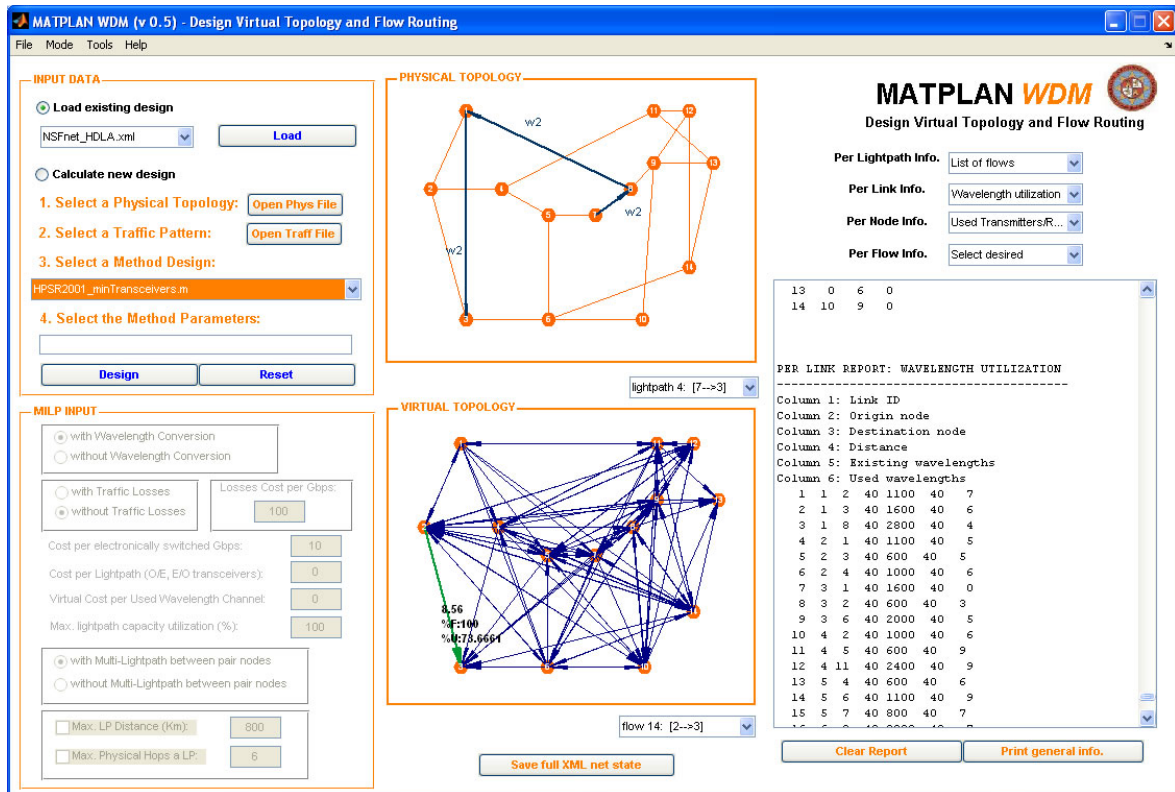 MATPLAN WDM (v 0.5) - Design Virtual Topology and Flow Routing
File Mode Tools Help
INPUT DATA
Load existing design
NSFnet_HDLA.xml
Load
Calculate new design
1. Select a Physical Topology:
Open Phys File
2. Select a Traffic Pattern:
Open Traff File
3. Select a Method Design:
HPSR2001_minTransceivers.m
4. Select the Method Parameters:
Design
Reset
MILP INPUT
with Wavelength Conversion
without Wavelength Conversion
with Traffic Losses
without Traffic Losses
Losses Cost per Gbps:
100
Cost per electronically switched Gbps:
10
Cost per Lightpath (O/E, E/O transceivers):
0
Virtual Cost per Used Wavelength Channel:
0
Max. lightpath capacity utilization (%):
100
with Multi-Lightpath between pair nodes
without Multi-Lightpath between pair nodes
Max. LP Distance (Km):
800
Max. Physical Hops a LP:
6
PHYSICAL TOPOLOGY
11
12
w2
9
13
2
4
w2
w2
14
3
6
10
lightpath 4: [7-->3]
VIRTUAL TOPOLOGY
8.56
%F:100
%U:73.6661
flow 14: [2-->3]
Save full XML net state
MATPLAN WDM
Design Virtual Topology and Flow Routing
Per Lightpath Info.
List of flows
Per Link Info.
Wavelength utilization
Per Node Info.
Used Transmitters/R...
Per Flow Info.
Select desired
13 0 6 0
14 10 9 0
PER LINK REPORT: WAVELENGTH UTILIZATION
-----------------------------------------
Column 1: Link ID
Column 2: Origin node
Column 3: Destination node
Column 4: Distance
Column 5: Existing wavelengths
Column 6: Used wavelengths
1 1 2 40 1100 40 7
2 1 3 40 1600 40 6
3 1 8 40 2800 40 4
4 2 1 40 1100 40 5
5 2 3 40 600 40 5
6 2 4 40 1000 40 6
7 3 1 40 1600 40 0
8 3 2 40 600 40 3
9 3 6 40 2000 40 5
10 4 2 40 1000 40 6
11 4 5 40 600 40 9
12 4 11 40 2400 40 9
13 5 4 40 600 40 6
14 5 6 40 1100 40 9
15 5 7 40 800 40 7
Clear Report
Print general info.